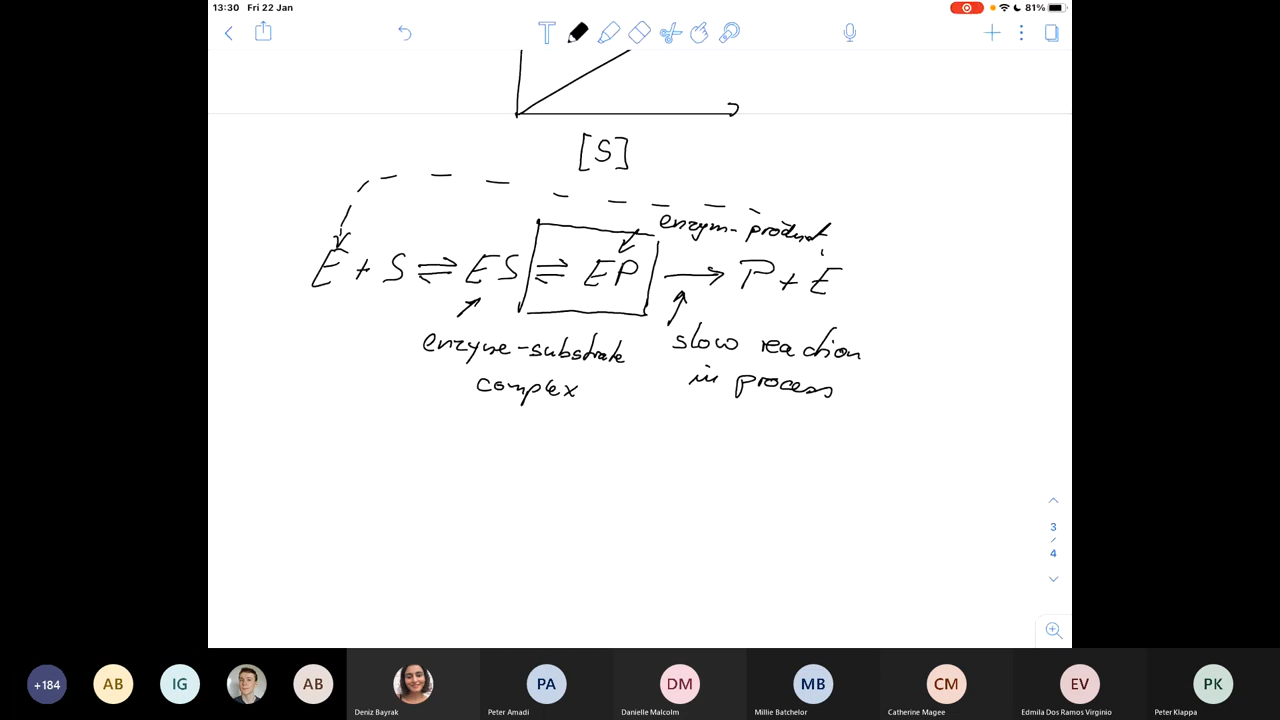 13:30 Fri 22 Jan
81%
T
[S]
enzym-product
E + S ⇌ ES ⇌ EP → P + E
enzyme-substrate
complex
slow reaction
in process
3
/
4
+184
AB
IG
AB
Deniz Bayrak
PA
Peter Amadi
DM
Danielle Malcolm
MB
Millie Batchelor
CM
Catherine Magee
EV
Edmila Dos Ramos Virginio
PK
Peter Klappa